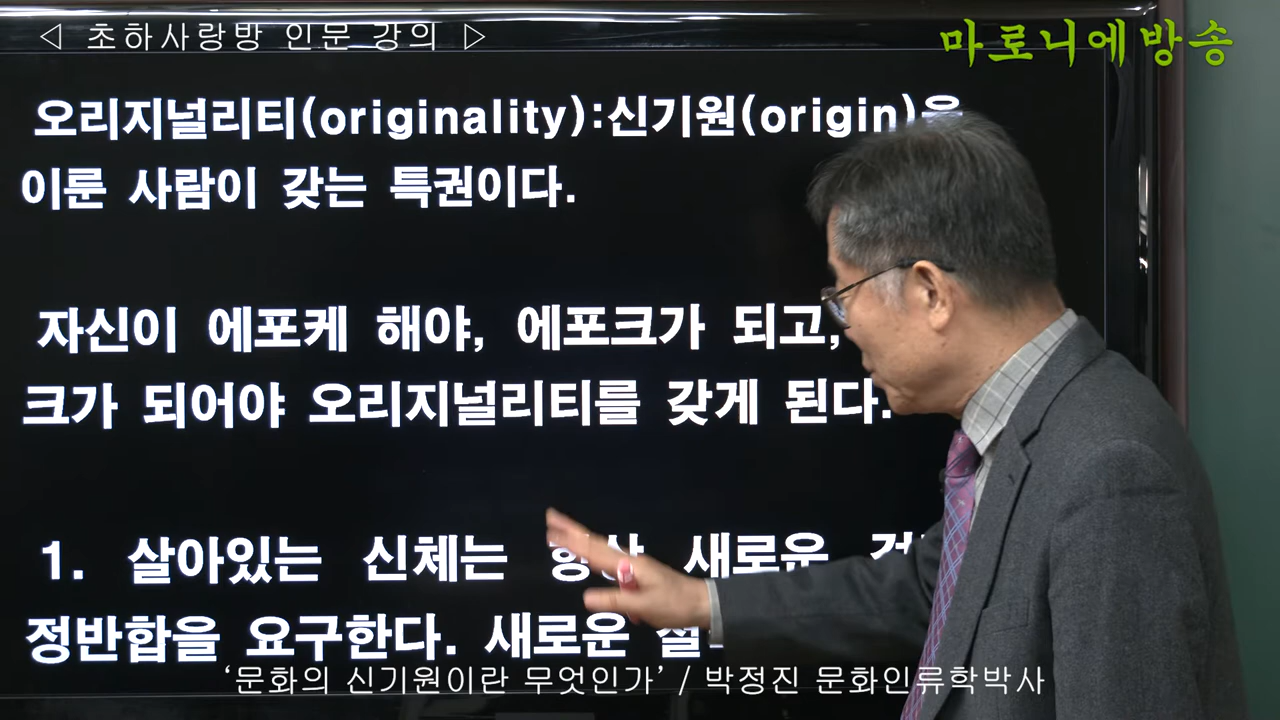 ◁ 초하사랑방 인문 강의 ▷
마로니에방송
오리지널리티(originality):신기원(origin)을
이룬 사람이 갖는 특권이다.
자신이 에포케 해야, 에포크가 되고,
크가 되어야 오리지널리티를 갖게 된다.
1. 살아있는 신체는 항상 새로운
정반합을 요구한다. 새로운
‘문화의 신기원이란 무엇인가’ / 박정진 문화인류학박사